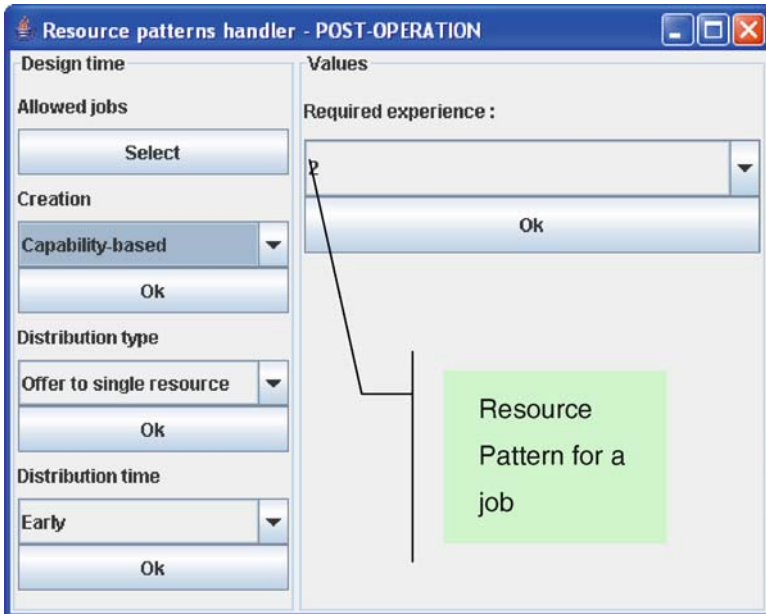 Resource patterns handler - POST-OPERATION
Design time
Allowed jobs
Select
Creation
Capability-based
Ok
Distribution type
Offer to single resource
Ok
Distribution time
Early
Ok
Values
Required experience :
2
Ok
Resource
Pattern for a
job